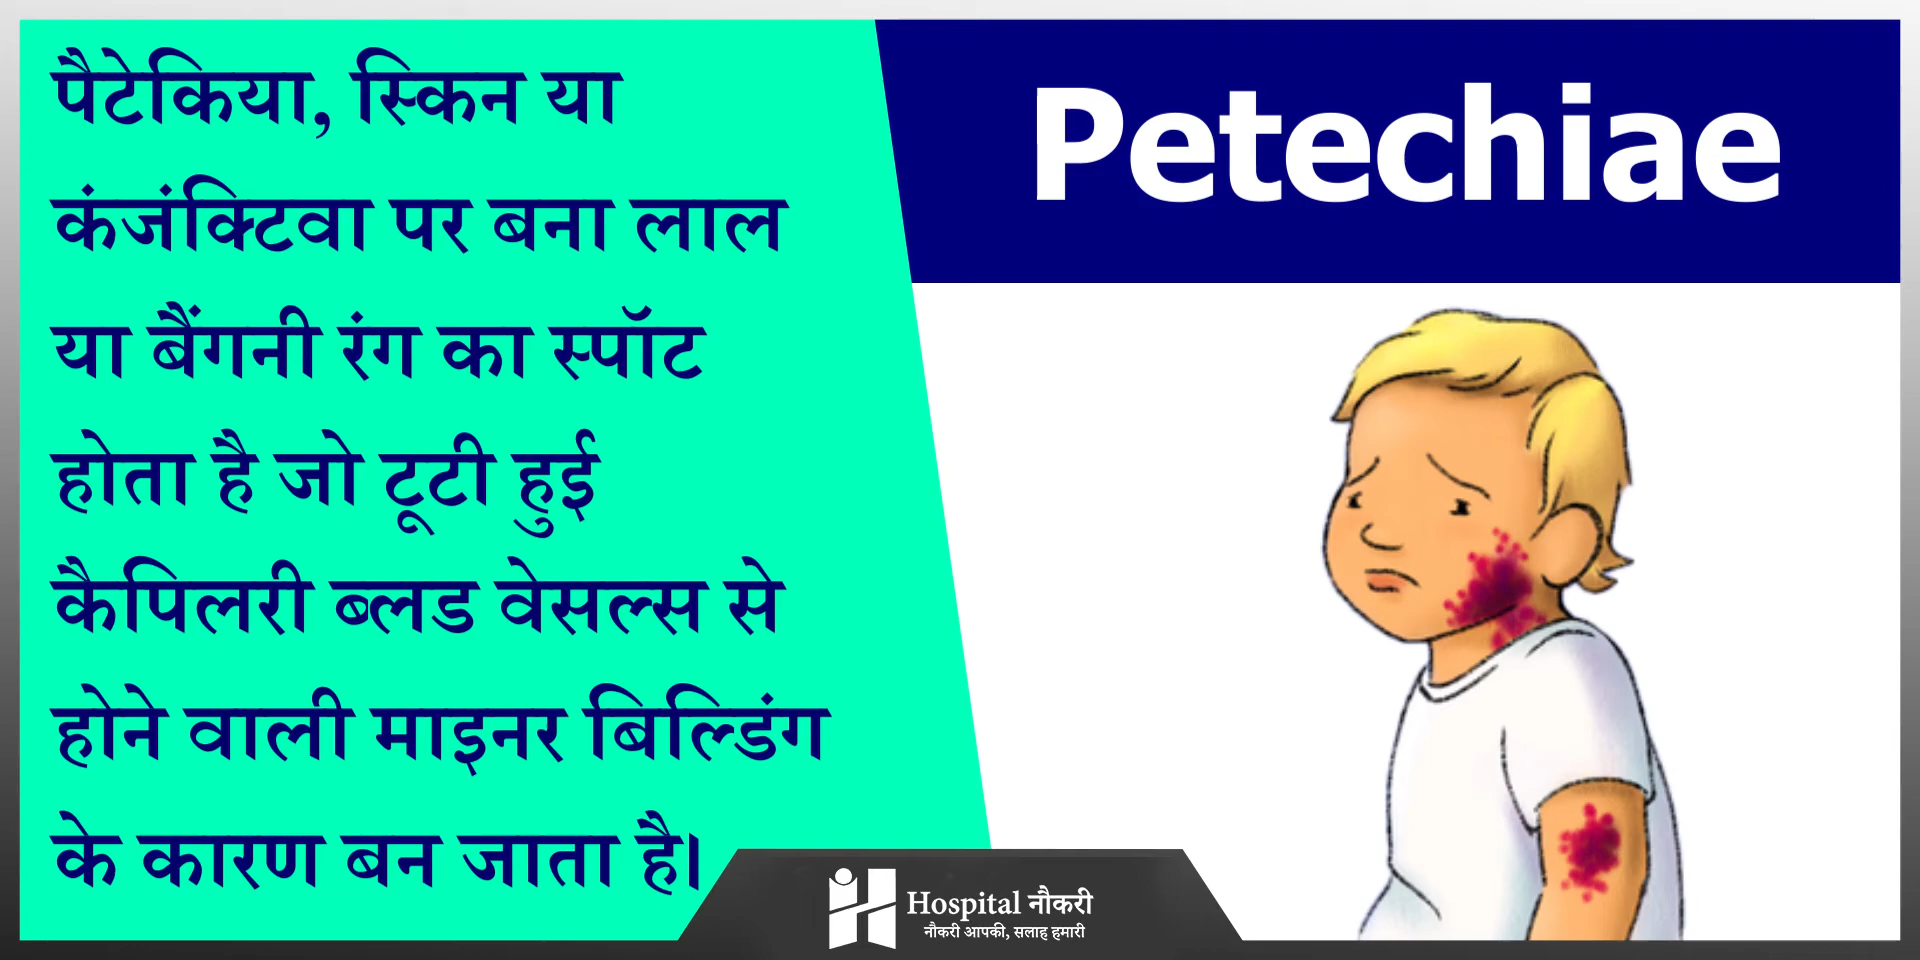 पैटेकिया, स्किन या
कंजंक्टिवा पर बना लाल
या बैंगनी रंग का स्पॉट
होता है जो टूटी हुई
कैपिलरी ब्लड वेसल्स से
होने वाली माइनर बिल्डिंग
के कारण बन जाता है।
Petechiae
Hospital नौकरी
नौकरी आपकी, सलाह हमारी